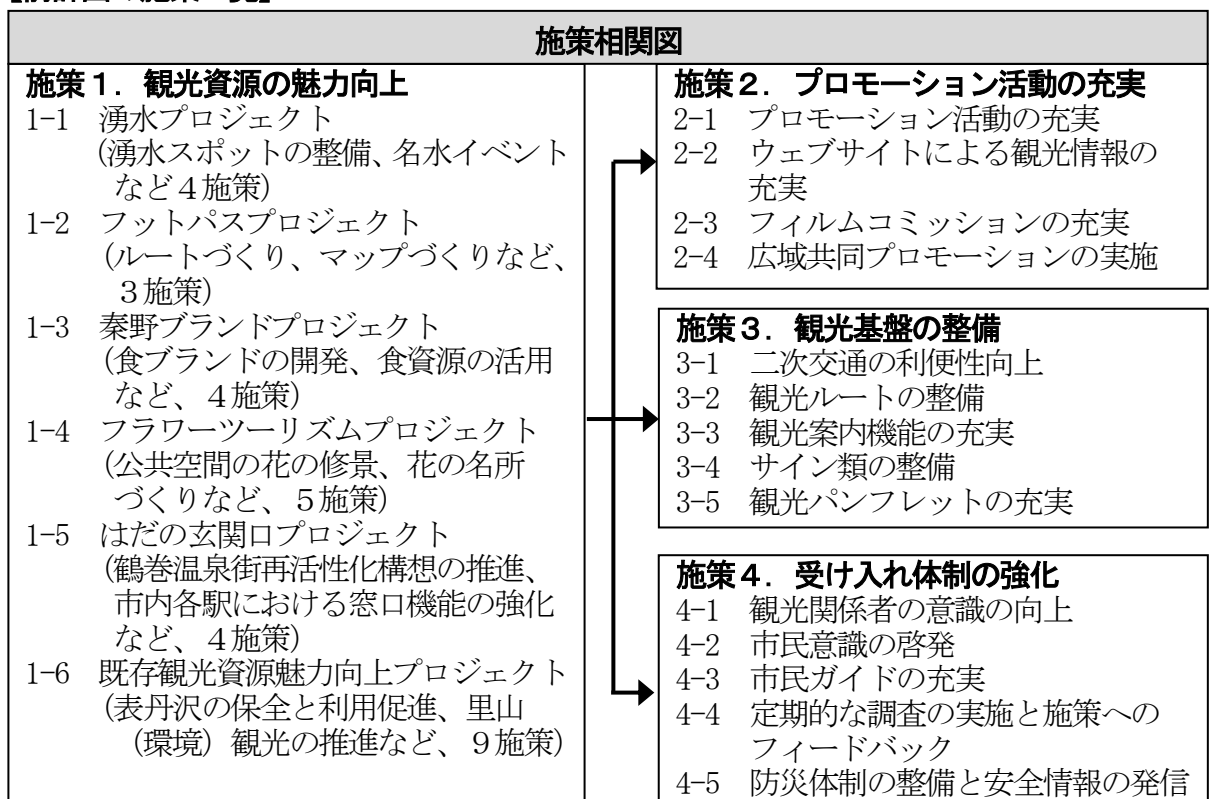 施策相関図
施策1．観光資源の魅力向上
1-1 湧水プロジェクト
(湧水スポットの整備、名水イベント
など4施策)
1-2 フットパスプロジェクト
(ルートづくり、マップづくりなど、
3施策)
1-3 秦野ブランドプロジェクト
(食ブランドの開発、食資源の活用
など、4施策)
1-4 フラワーツーリズムプロジェクト
(公共空間の花の修景、花の名所
づくりなど、5施策)
1-5 はだの玄関口プロジェクト
(鶴巻温泉街再活性化構想の推進、
市内各駅における窓口機能の強化
など、4施策)
1-6 既存観光資源魅力向上プロジェクト
(表丹沢の保全と利用促進、里山
(環境) 観光の推進など、9施策)
施策2．プロモーション活動の充実
2-1 プロモーション活動の充実
2-2 ウェブサイトによる観光情報の
充実
2-3 フィルムコミッションの充実
2-4 広域共同プロモーションの実施
施策3．観光基盤の整備
3-1 二次交通の利便性向上
3-2 観光ルートの整備
3-3 観光案内機能の充実
3-4 サイン類の整備
3-5 観光パンフレットの充実
施策4．受け入れ体制の強化
4-1 観光関係者の意識の向上
4-2 市民意識の啓発
4-3 市民ガイドの充実
4-4 定期的な調査の実施と施策への
フィードバック
4-5 防災体制の整備と安全情報の発信